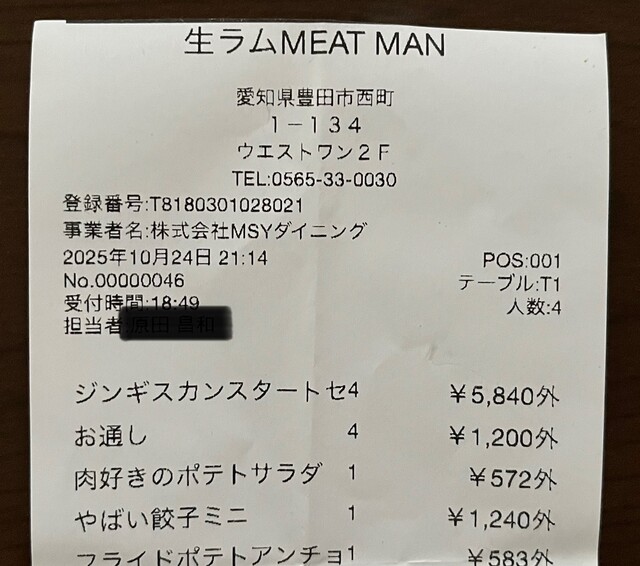 生ラムMEAT MAN
愛知県豊田市西町
1－134
ウエストワン2F
TEL:0565-33-0030
登録番号:T8180301028021
事業者名:株式会社MSYダイニング
2025年10月24日 21:14 POS:001
No.00000046 テーブル:T1
受付時間:18:49 人数:4
担当者:
ジンギスカンスタートセ4 ¥5,840外
お通し 4 ¥1,200外
肉好きのポテトサラダ 1 ¥572外
やばい餃子ミニ 1 ¥1,240外
フライドポテトアンチョ1 ¥583外